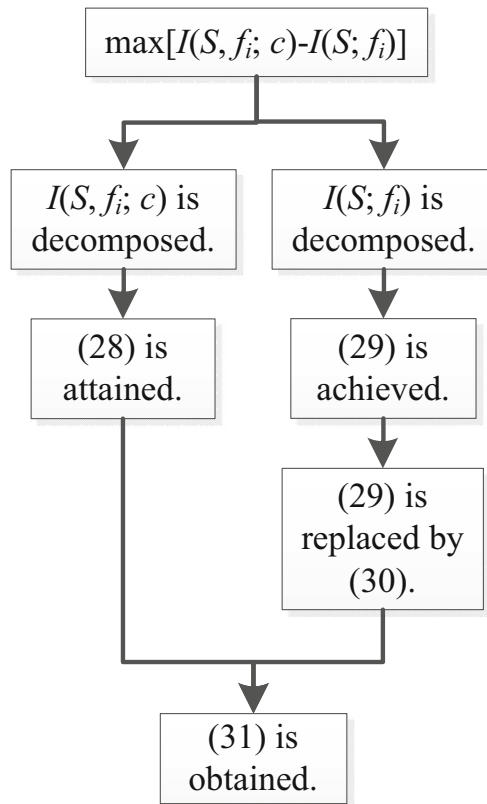 max[I(S, fᵢ; c)-I(S; fᵢ)]
I(S, fᵢ; c) is
decomposed.
I(S; fᵢ) is
decomposed.
(28) is
attained.
(29) is
achieved.
(29) is
replaced by
(30).
(31) is
obtained.